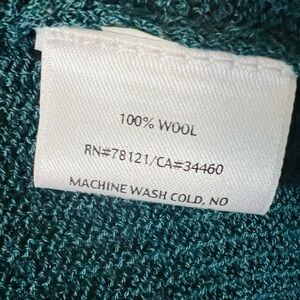 100% WOOL
RN#78121/CA#34460
MACHINE WASH COLD, NO